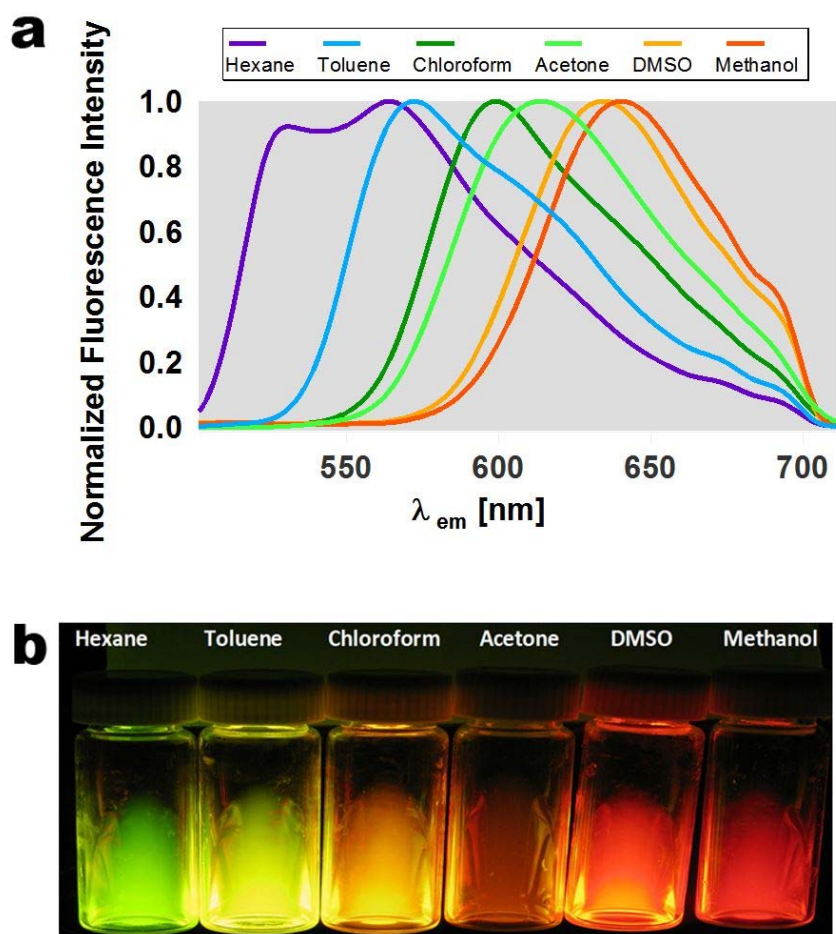 a
Normalized Fluorescence Intensity
Hexane Toluene Chloroform Acetone DMSO Methanol
1.0
0.8
0.6
0.4
0.2
0.0
550 600 650 700
λ em [nm]
b
Hexane Toluene Chloroform Acetone DMSO Methanol